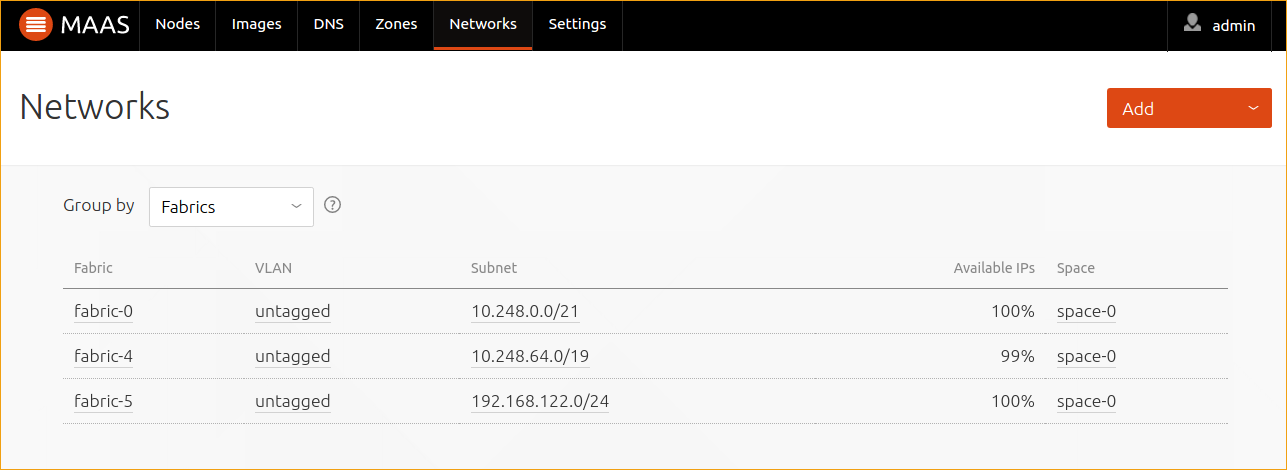 MAAS Nodes Images DNS Zones Networks Settings admin
Networks
Add
Group by Fabrics ?
Fabric VLAN Subnet Available IPs Space
fabric-0 untagged 10.248.0.0/21 100% space-0
fabric-4 untagged 10.248.64.0/19 99% space-0
fabric-5 untagged 192.168.122.0/24 100% space-0